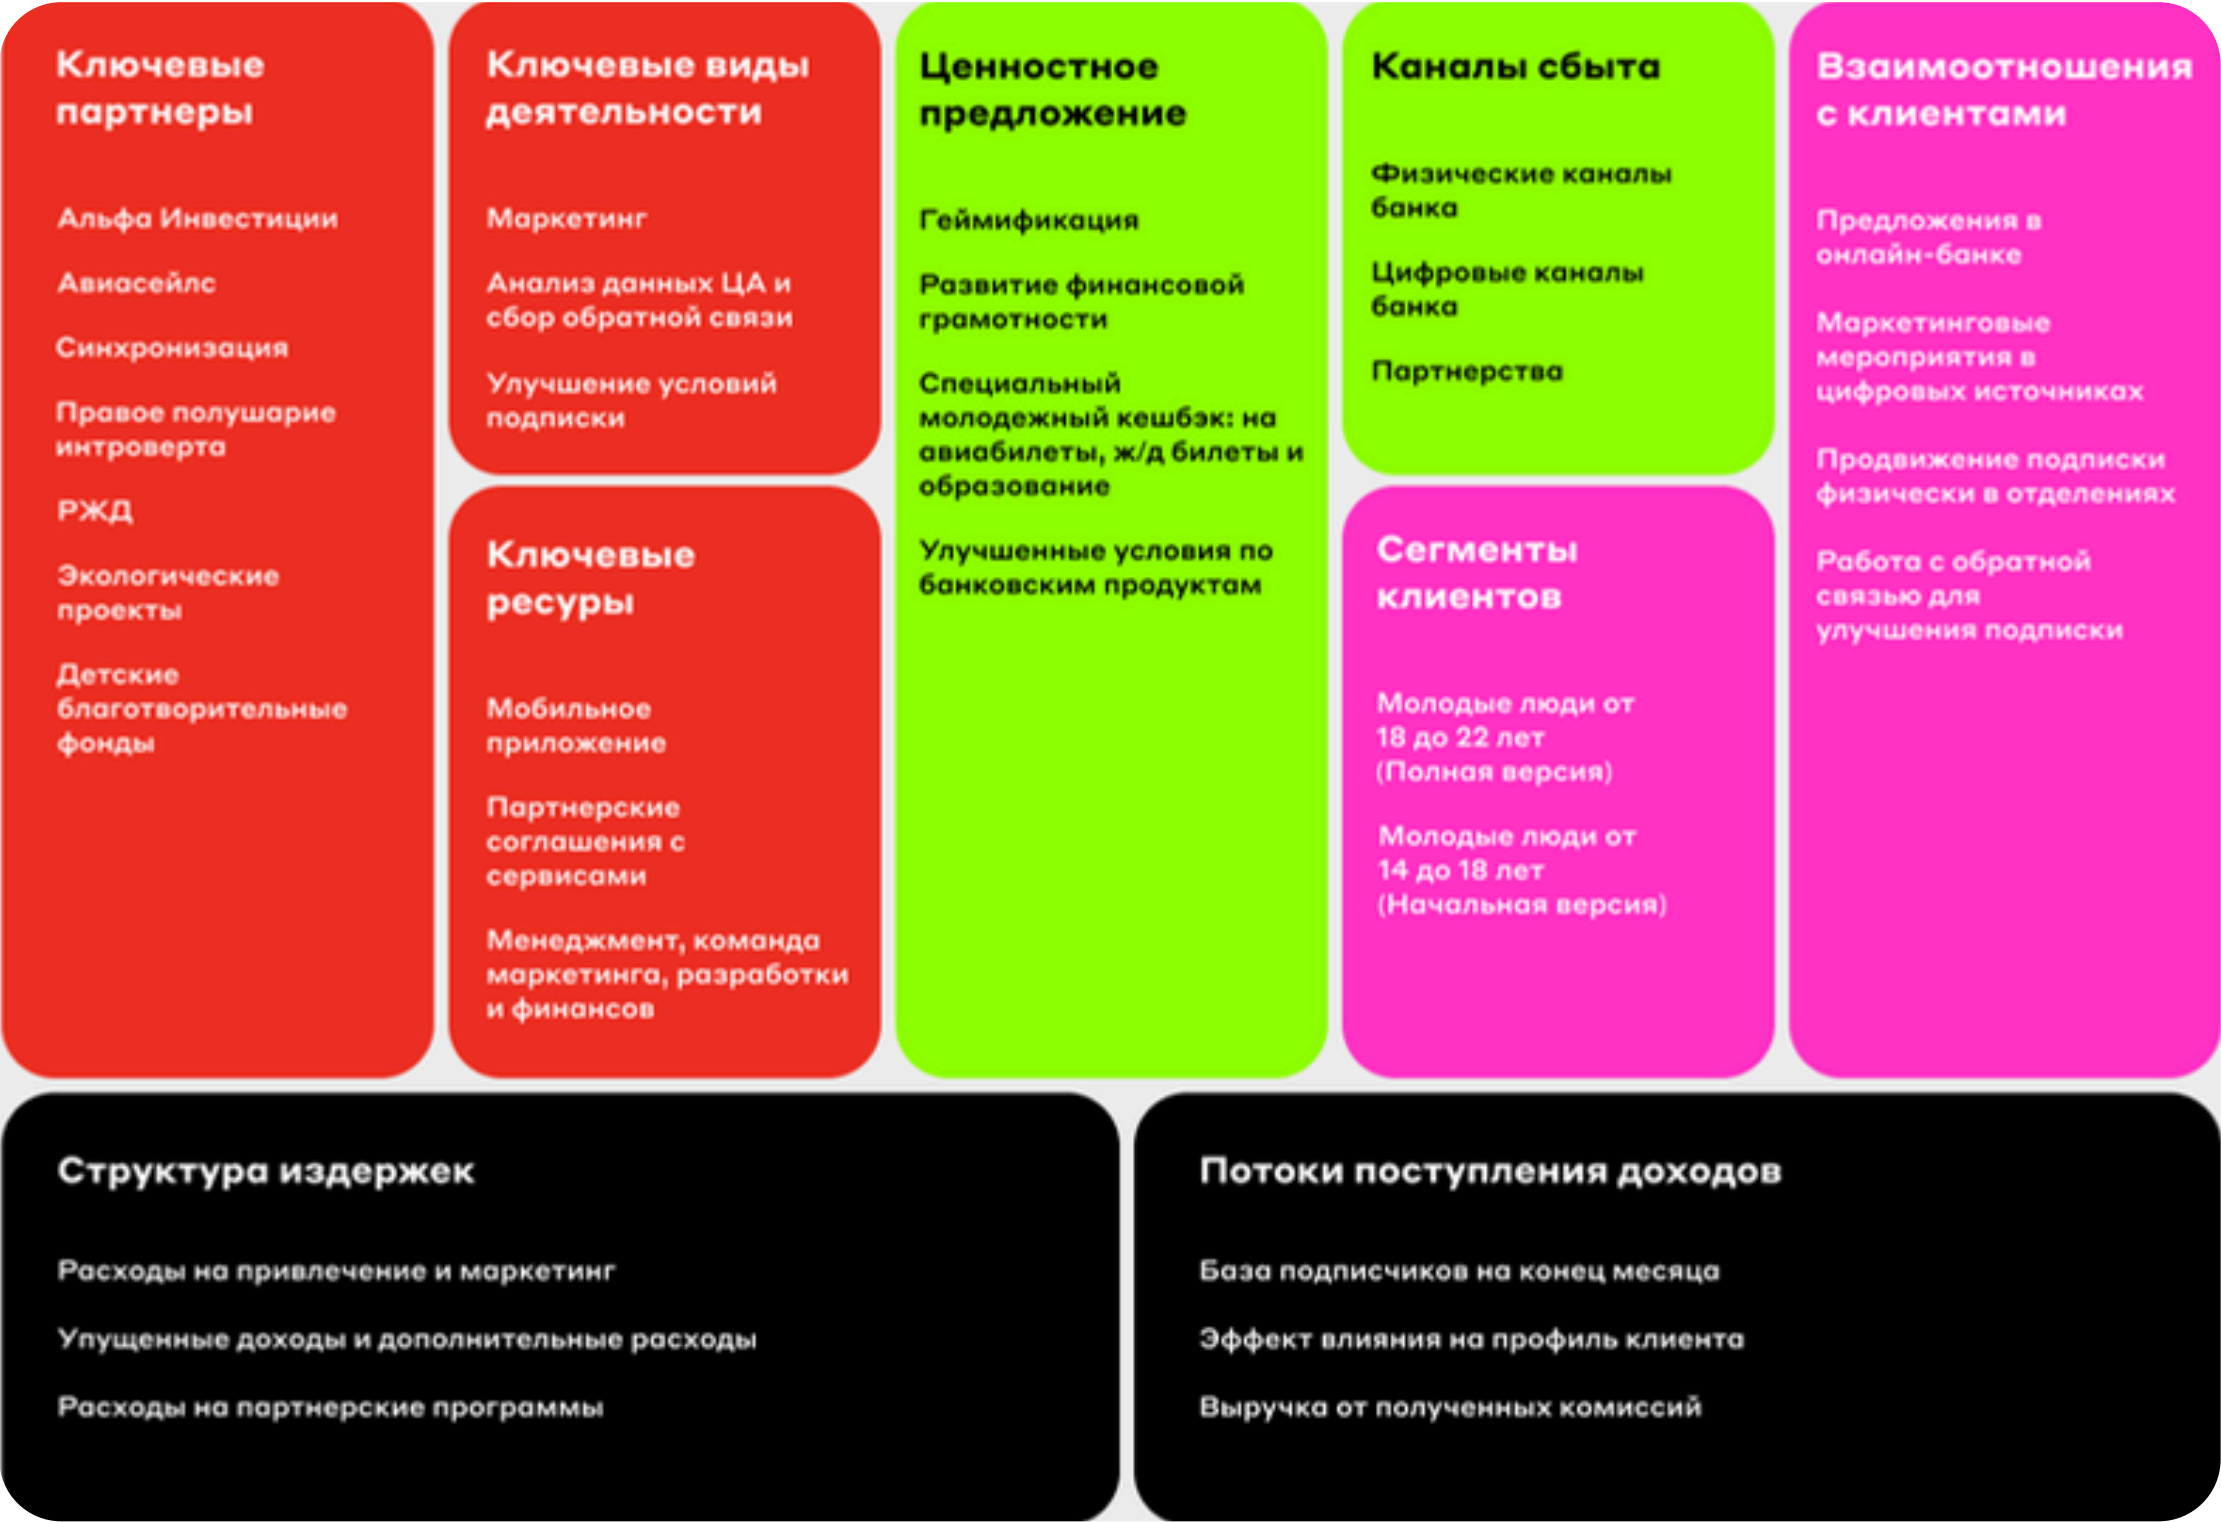 Ключевые
партнеры
Альфа Инвестиции
Авиасейлс
Синхронизация
Правое полушарие
интроверта
РЖД
Экологические
проекты
Детские
благотворительные
фонды
Ключевые виды
деятельности
Маркетинг
Анализ данных ЦА и
сбор обратной связи
Улучшение условий
подписки
Ключевые
ресуры
Мобильное
приложение
Партнерские
соглашения с
сервисами
Менеджмент, команда
маркетинга, разработки
и финансов
Ценностное
предложение
Геймификация
Развитие финансовой
грамотности
Специальный
молодежный кешбэк: на
авиабилеты, ж/д билеты и
образование
Улучшенные условия по
банковским продуктам
Каналы сбыта
Физические каналы
банка
Цифровые каналы
банка
Партнерства
Сегменты
клиентов
Молодые люди от
18 до 22 лет
(Полная версия)
Молодые люди от
14 до 18 лет
(Начальная версия)
Взаимоотношения
с клиентами
Предложения в
онлайн-банке
Маркетинговые
мероприятия в
цифровых источниках
Продвижение подписки
физически в отделениях
Работа с обратной
связью для
улучшения подписки
Структура издержек
Расходы на привлечение и маркетинг
Упущенные доходы и дополнительные расходы
Расходы на партнерские программы
Потоки поступления доходов
База подписчиков на конец месяца
Эффект влияния на профиль клиента
Выручка от полученных комиссий